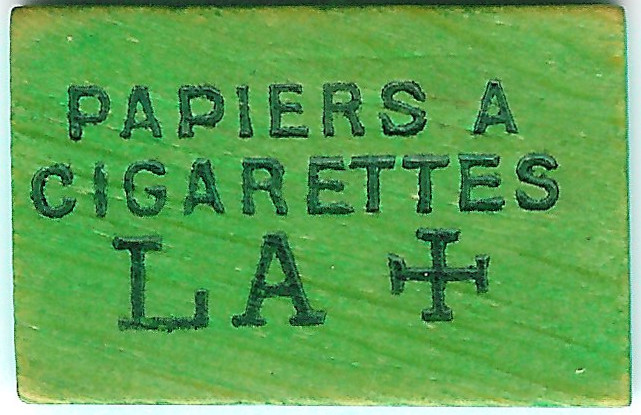 PAPIERS A
CIGARETTES
LA ✠